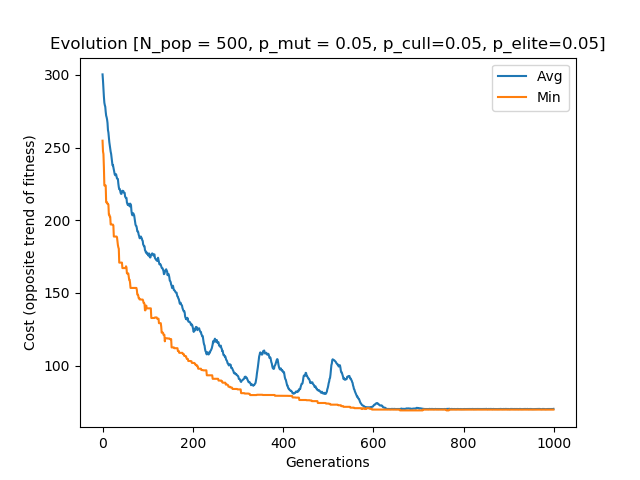 Evolution [N_pop = 500, p_mut = 0.05, p_cull=0.05, p_elite=0.05]
300
250
200
150
100
Cost (opposite trend of fitness)
Avg
Min
0
200
400
600
800
1000
Generations